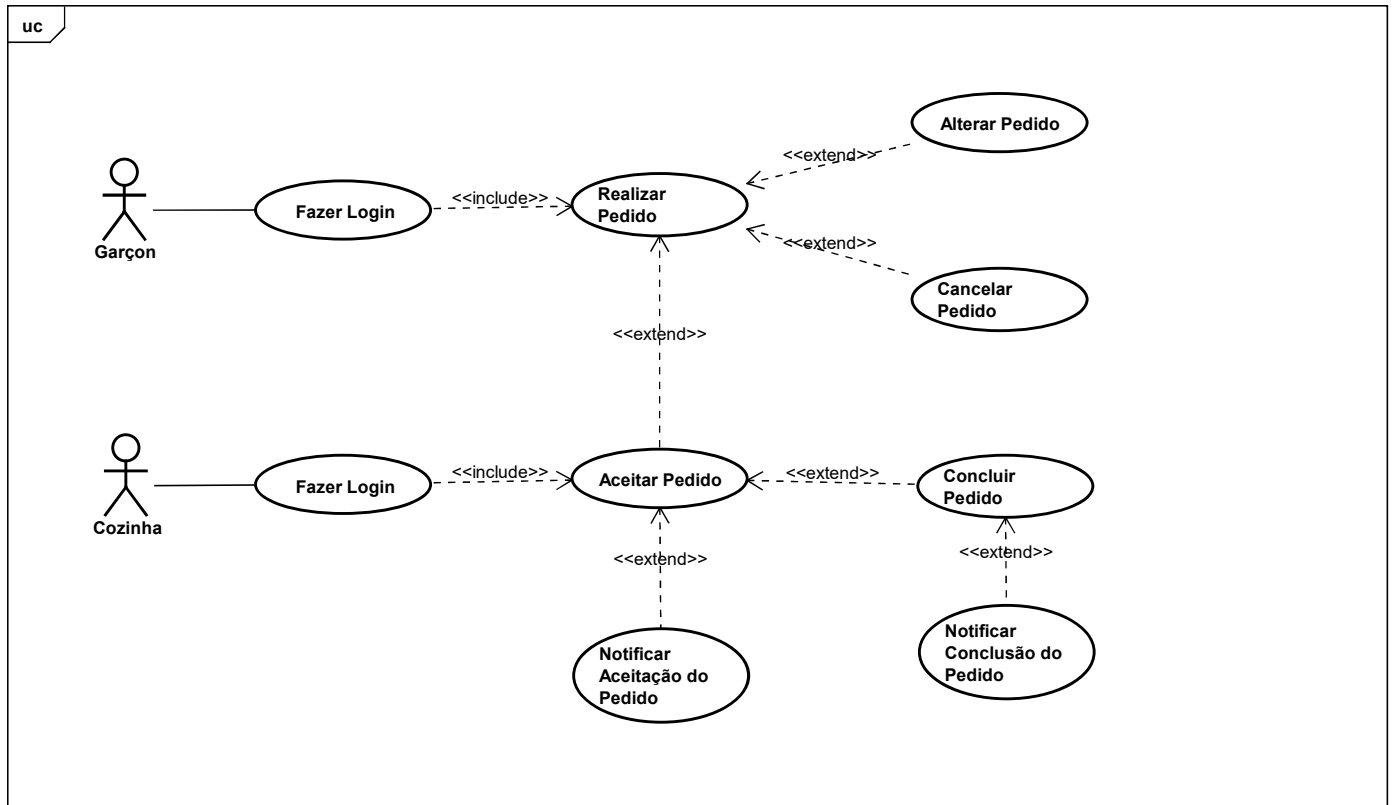 uc
Alterar Pedido
<<extend>>
Realizar
Pedido
<<include>>
Fazer Login
Garçon
<<extend>>
Cancelar
Pedido
<<extend>>
Cozinha
Fazer Login
<<include>>
Aceitar Pedido
<<extend>>
Concluir
Pedido
<<extend>>
<<extend>>
Notificar
Aceitação do
Pedido
Notificar
Conclusão do
Pedido